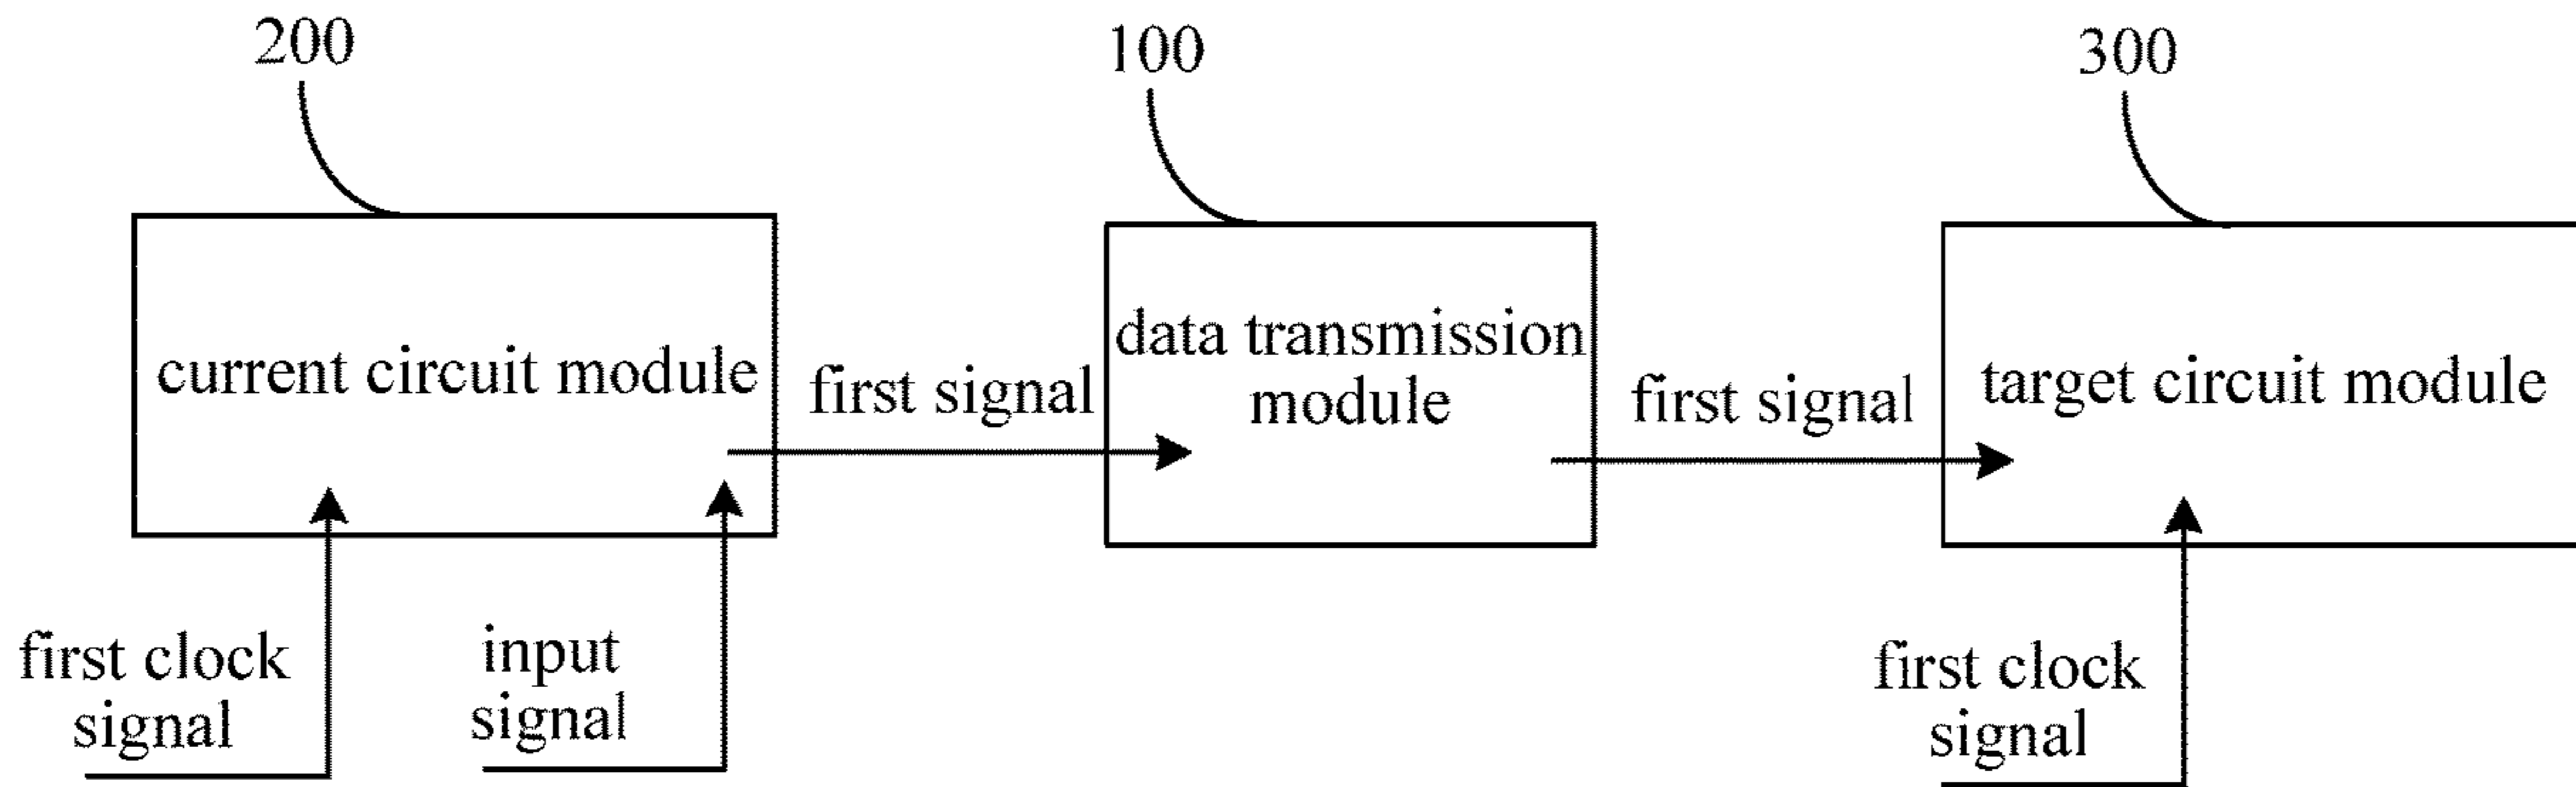 200
100
300
current circuit module
first signal
data transmission
module
first signal
target circuit module
first clock
signal
input
signal
first clock
signal